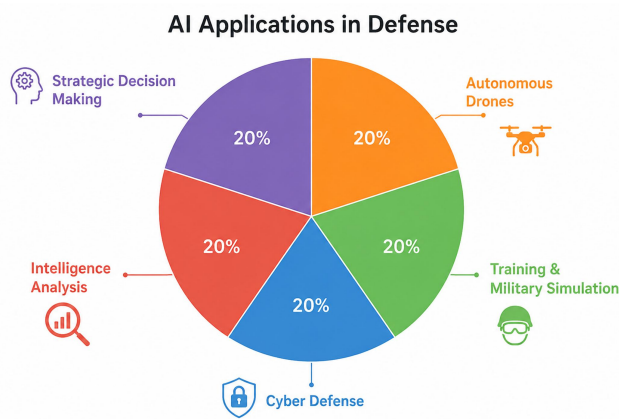 AI Applications in Defense
Strategic Decision
Making
Autonomous
Drones
20%
20%
20%
20%
20%
Intelligence
Analysis
Training &
Military Simulation
Cyber Defense